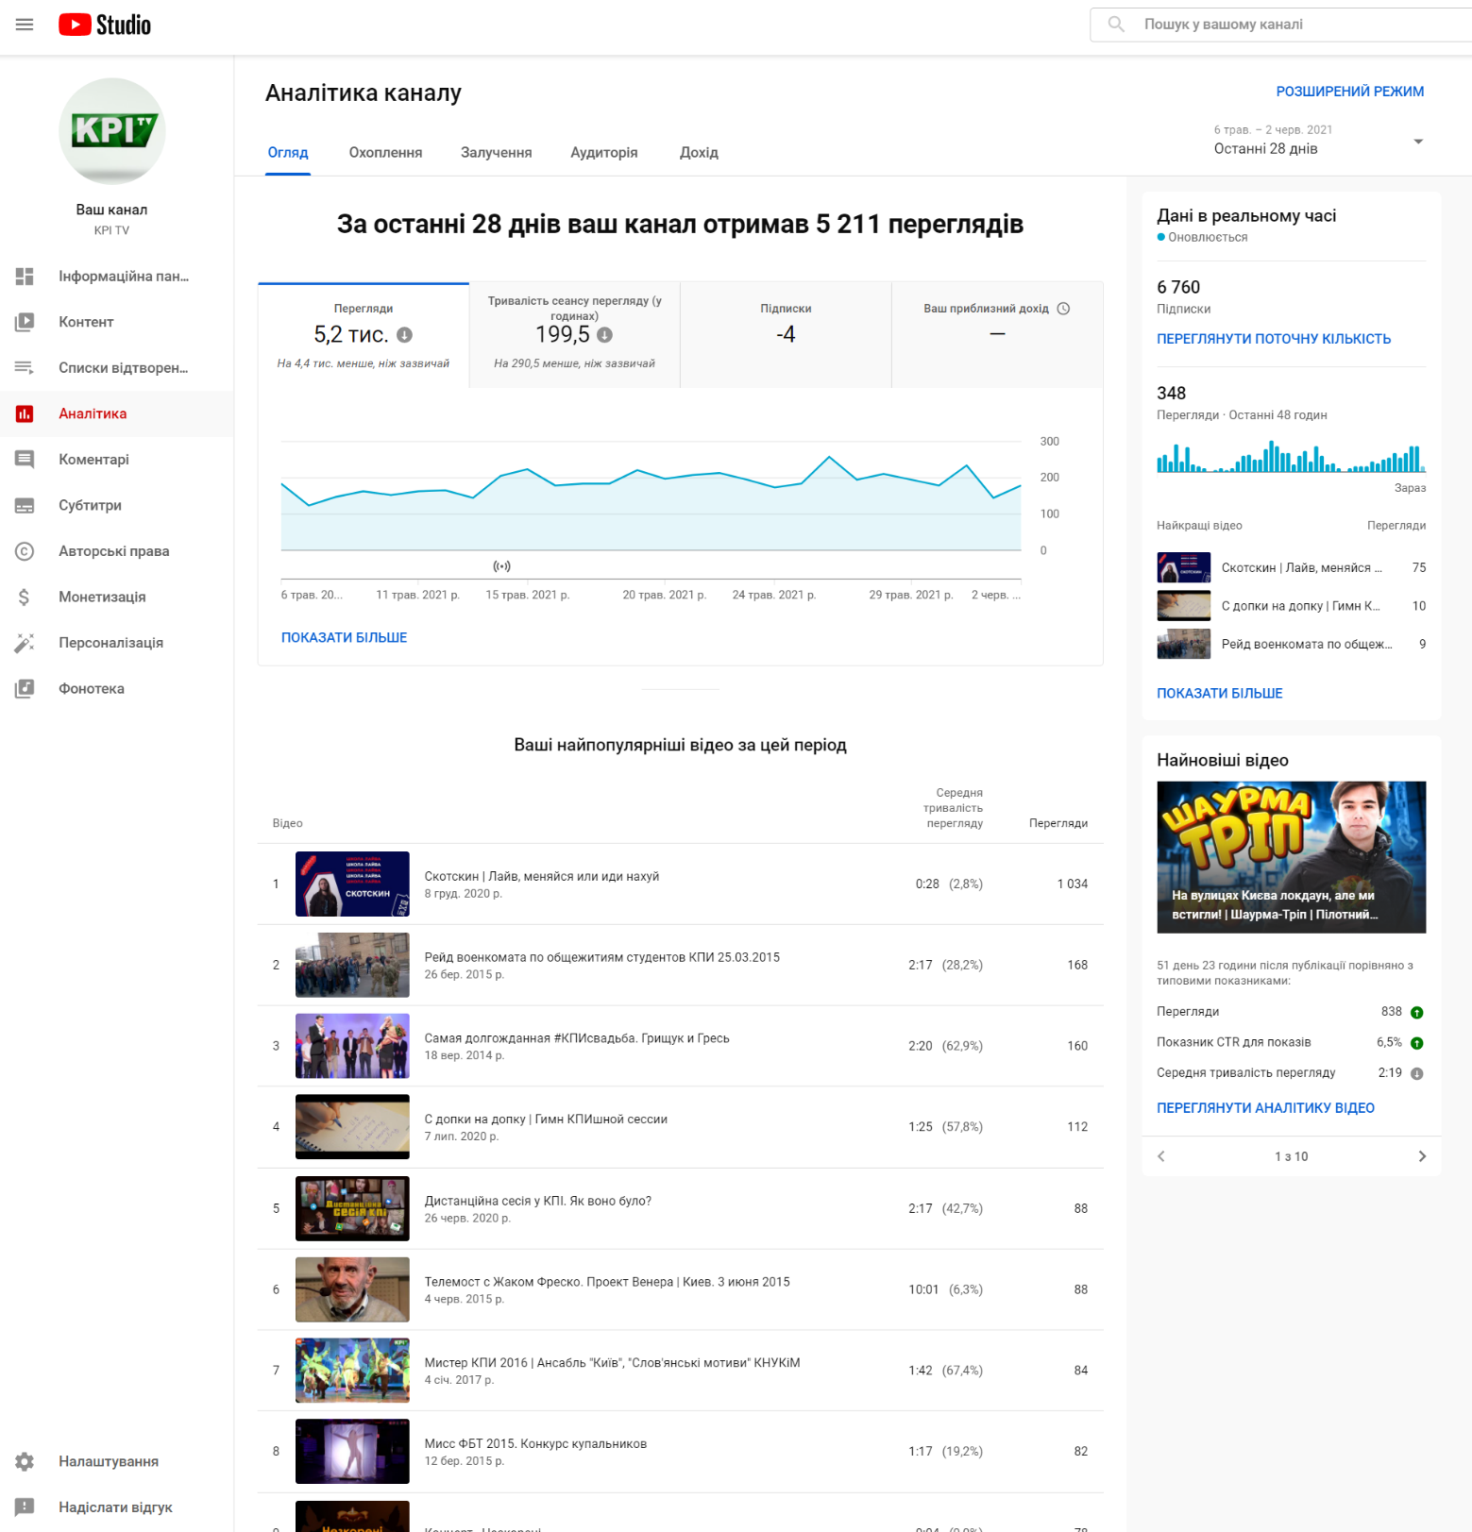 Studio
Пошук у вашому каналі
KPI TV
Ваш канал
KPI TV
Інформаційна пан...
Контент
Списки відтворен...
Аналітика
Коментарі
Субтитри
Авторські права
Монетизація
Персоналізація
Фонотека
Налаштування
Надіслати відгук
Аналітика каналу
РОЗШИРЕНИЙ РЕЖИМ
Огляд
Охоплення
Залучення
Аудиторія
Дохід
6 трав. – 2 черв. 2021
Останні 28 днів
За останні 28 днів ваш канал отримав 5 211 переглядів
Перегляди
5,2 тис.
На 4,4 тис. менше, ніж зазвичай
Тривалість сеансу перегляду (у
годинах)
199,5
На 290,5 менше, ніж зазвичай
Підписки
-4
Ваш приблизний дохід
—
300
200
100
0
6 трав. 20...
11 трав. 2021 р.
15 трав. 2021 р.
20 трав. 2021 р.
24 трав. 2021 р.
29 трав. 2021 р.
2 черв. ...
ПОКАЗАТИ БІЛЬШЕ
Ваші найпопулярніші відео за цей період
Відео
Середня
тривалість
перегляду
Перегляди
1
СКОТСКИН
Скотскин | Лайв, меняйся или иди нахуй
8 груд. 2020 р.
0:28 (2,8%)
1 034
2
Рейд военкомата по общежитиям студентов КПИ 25.03.2015
26 бер. 2015 р.
2:17 (28,2%)
168
3
Самая долгожданная #КПИсвадьба. Грищук и Гресь
18 вер. 2014 р.
2:20 (62,9%)
160
4
С допки на допку | Гимн КПИшной сессии
7 лип. 2020 р.
1:25 (57,8%)
112
5
Дистанційна
сесія кпі
Дистанційна сесія у КПІ. Як воно було?
26 черв. 2020 р.
2:17 (42,7%)
88
6
Телемост с Жаком Фреско. Проект Венера | Киев. 3 июня 2015
4 черв. 2015 р.
10:01 (6,3%)
88
7
Мистер КПИ 2016 | Ансабль "Київ", "Слов'янські мотиви" КНУКіМ
4 січ. 2017 р.
1:42 (67,4%)
84
8
Мисс ФБТ 2015. Конкурс купальников
12 бер. 2015 р.
1:17 (19,2%)
82
Дані в реальному часі
Оновлюється
6 760
Підписки
ПЕРЕГЛЯНУТИ ПОТОЧНУ КІЛЬКІСТЬ
348
Перегляди · Останні 48 годин
Зараз
Найкращі відео
Перегляди
Скотскин | Лайв, меняйся ...
75
С допки на допку | Гимн К...
10
Рейд военкомата по общеж...
9
ПОКАЗАТИ БІЛЬШЕ
Найновіші відео
ШАУРМА
ТРІП
На вулицях Києва локдаун, але ми
встигли! | Шаурма-Тріп | Пілотний...
51 день 23 години після публікації порівняно з
типовими показниками:
Перегляди
838
Показник CTR для показів
6,5%
Середня тривалість перегляду
2:19
ПЕРЕГЛЯНУТИ АНАЛІТИКУ ВІДЕО
1 з 10